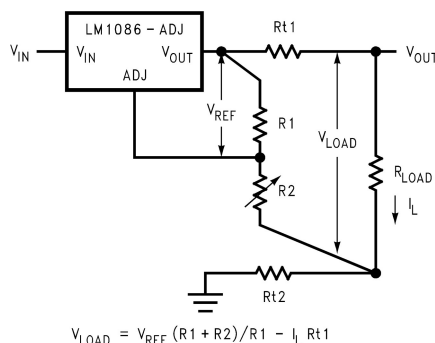 LM1086-ADJ
V_IN
V_IN
V_OUT
ADJ
Rt1
V_OUT
V_REF
R1
V_LOAD
R_LOAD
I_L
R2
Rt2
V_LOAD = V_REF (R1 + R2)/R1 - I_L Rt1